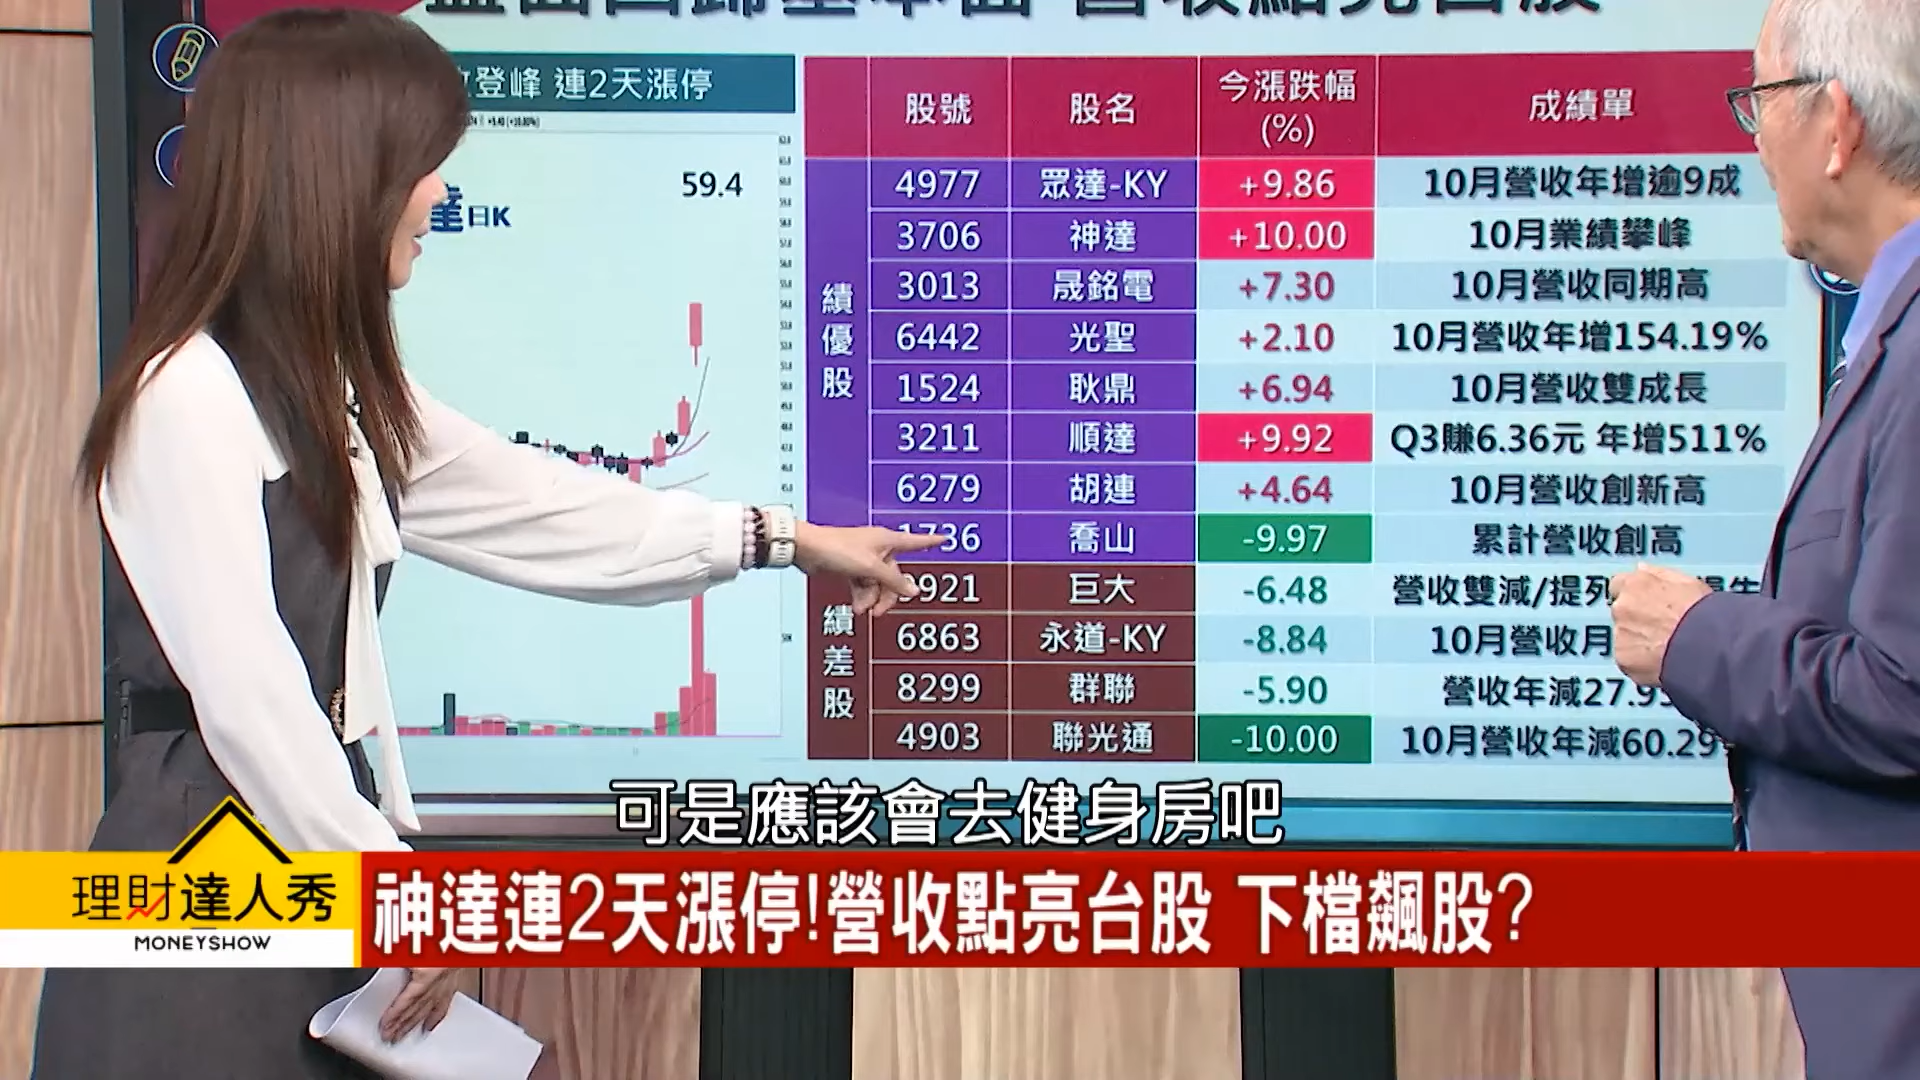 登峰 連2天漲停
59.4
達日K
股號 股名 今漲跌幅(%) 成績單
績優股
4977 眾達-KY +9.86 10月營收年增逾9成
3706 神達 +10.00 10月業績攀峰
3013 晟銘電 +7.30 10月營收同期高
6442 光聖 +2.10 10月營收年增154.19%
1524 耿鼎 +6.94 10月營收雙成長
3211 順達 +9.92 Q3賺6.36元 年增511%
6279 胡連 +4.64 10月營收創新高
1736 喬山 -9.97 累計營收創高
績差股
9921 巨大 -6.48 營收雙減/提列
6863 永道-KY -8.84 10月營收月
8299 群聯 -5.90 營收年減27.9
4903 聯光通 -10.00 10月營收年減60.29
可是應該會去健身房吧
理財達人秀
MONEYSHOW
神達連2天漲停!營收點亮台股 下檔飆股?